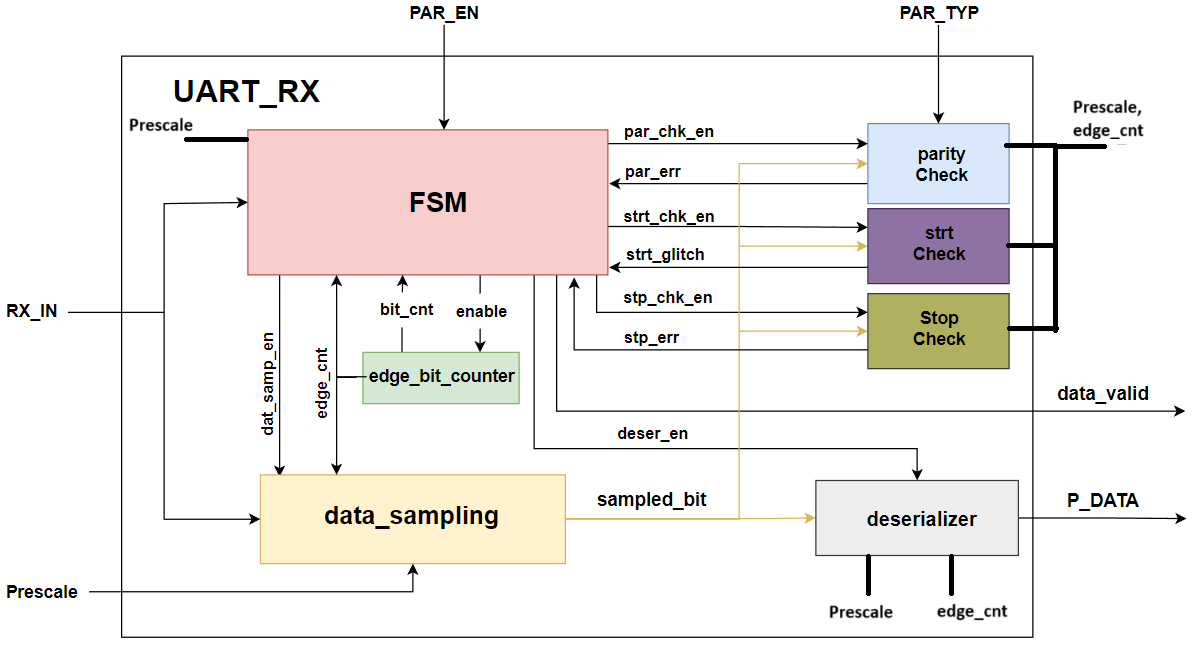 PAR_EN
PAR_TYP
UART_RX
Prescale
Prescale,
edge_cnt
par_chk_en
parity
Check
par_err
FSM
strt_chk_en
strt
Check
strt_glitch
RX_IN
bit_cnt
enable
stp_chk_en
Stop
Check
stp_err
dat_samp_en
edge_cnt
edge_bit_counter
data_valid
deser_en
data_sampling
sampled_bit
deserializer
P_DATA
Prescale
Prescale
edge_cnt